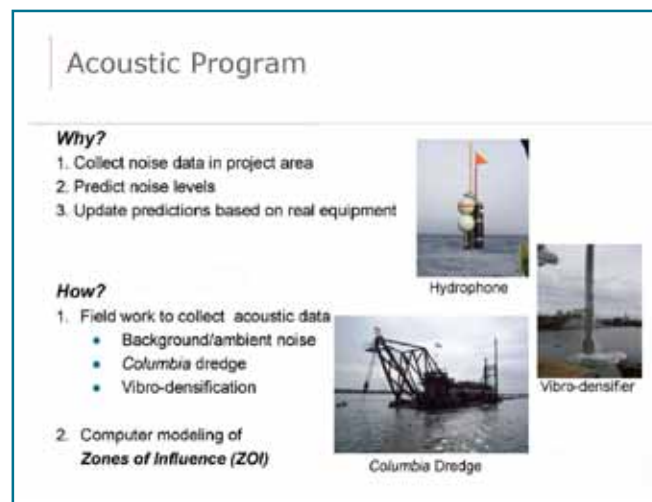 Acoustic Program
Why?
1. Collect noise data in project area
2. Predict noise levels
3. Update predictions based on real equipment
Hydrophone
How?
1. Field work to collect acoustic data
• Background/ambient noise
• Columbia dredge
• Vibro-densification
Vibro-densifier
2. Computer modeling of
Zones of Influence (ZOI)
Columbia Dredge